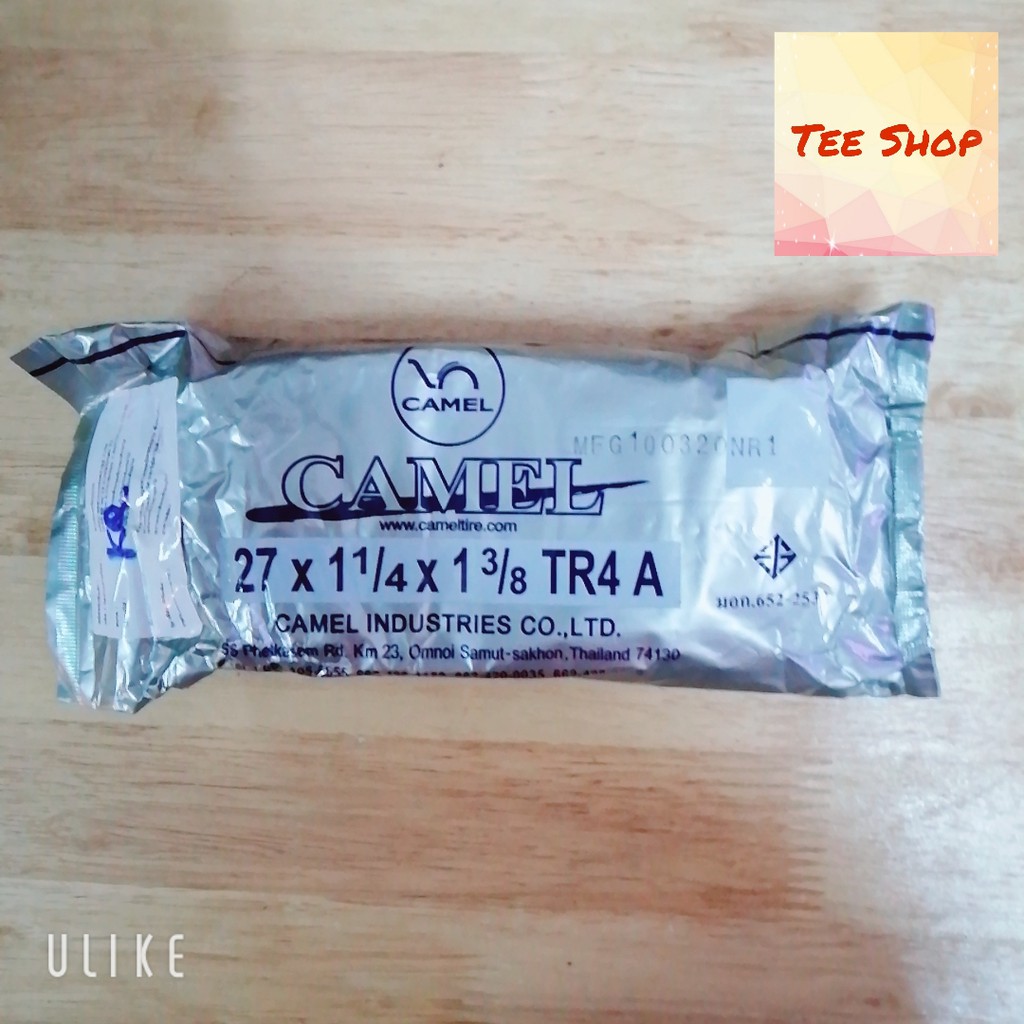 TEE SHOP
CAMEL
MFG100320NR1
CAMEL
www.cameltire.com
27 x 1 1/4 x 1 3/8 TR4 A
มอก.652-
CAMEL INDUSTRIES CO.,LTD.
Rd. Km 23, Omnoi Samut-sakhon, Thailand 74130
ULIKE